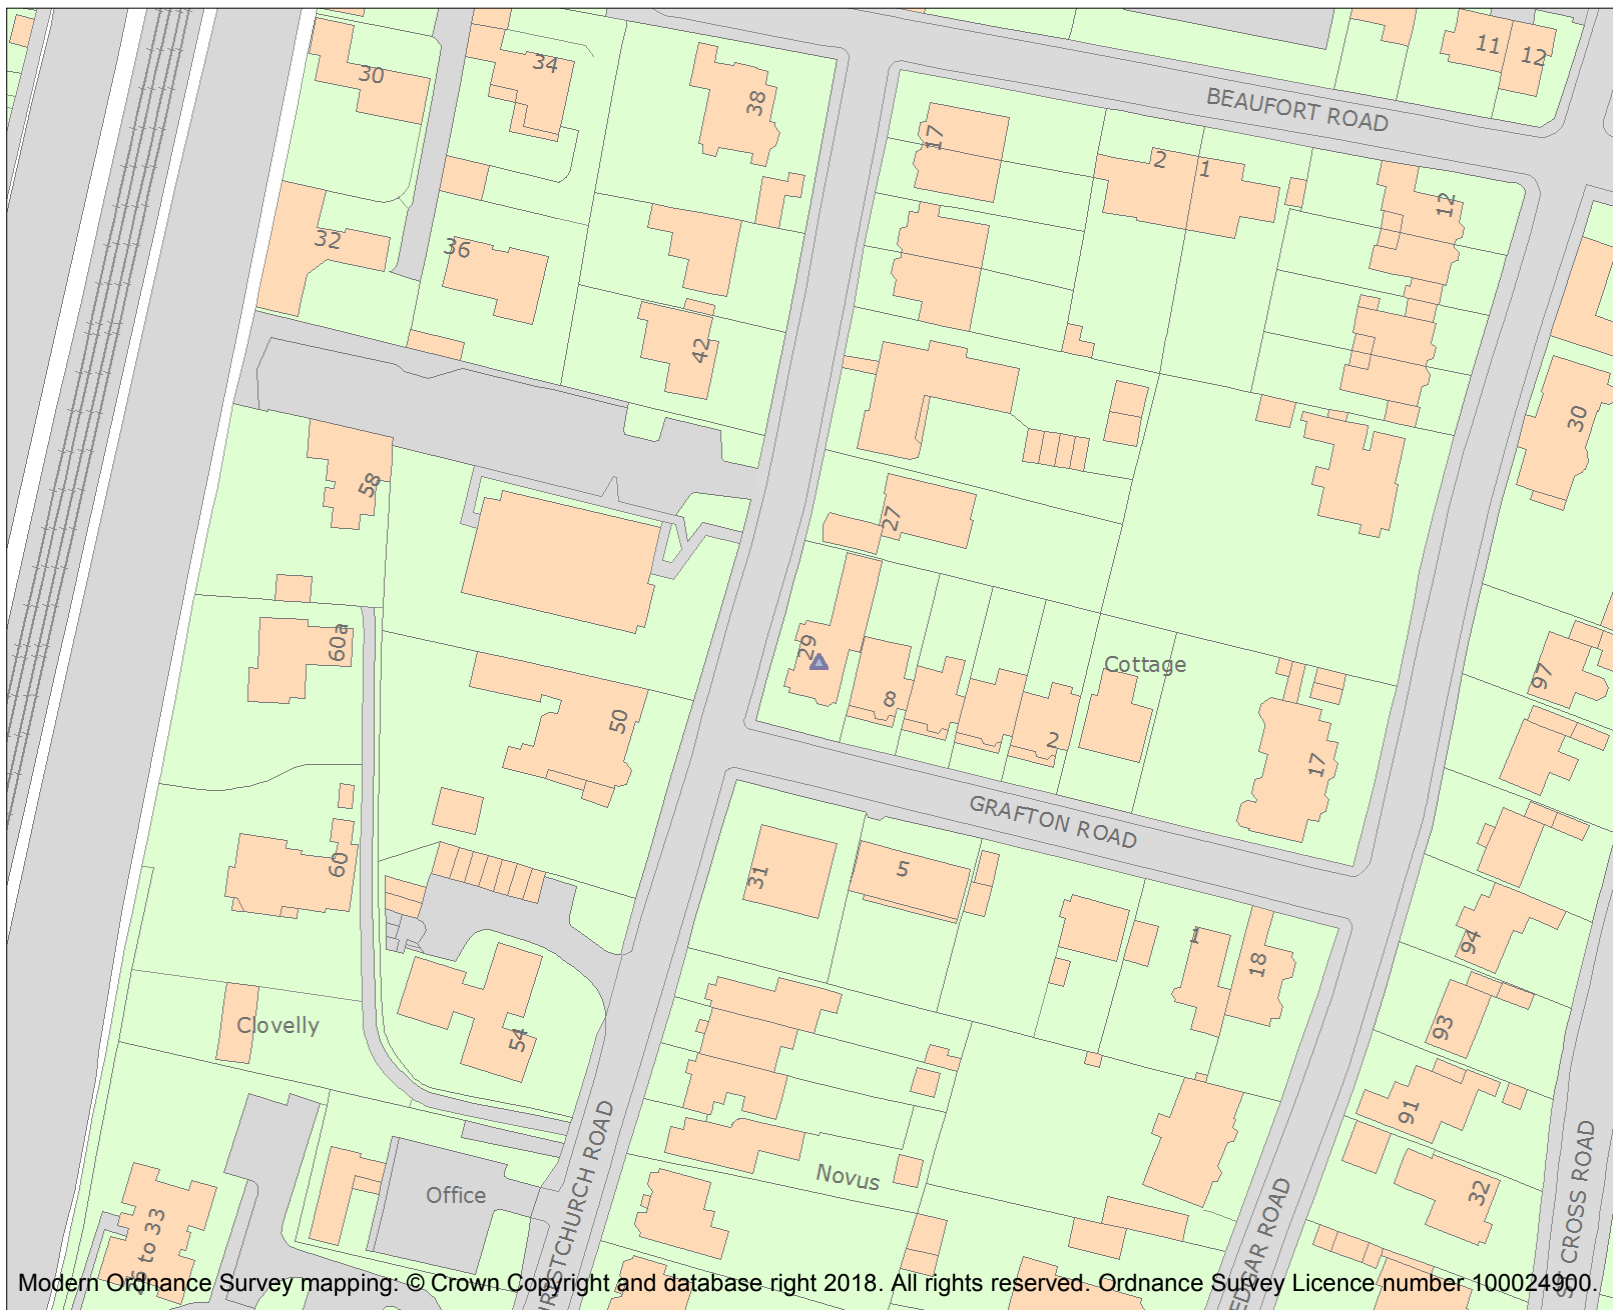 11
12
34
30
38
BEAUFORT ROAD
17
2
1
12
32
36
42
30
58
27
60a
29
Cottage
97
8
50
2
17
GRAFTON ROAD
60
31
5
94
1
18
Clovelly
54
93
91
CHRISTCHURCH ROAD
Novus
Office
32
ST CROSS ROAD
EDGAR ROAD
26 to 33
Modern Ordnance Survey mapping: © Crown Copyright and database right 2018. All rights reserved. Ordnance Survey Licence number 100024900.